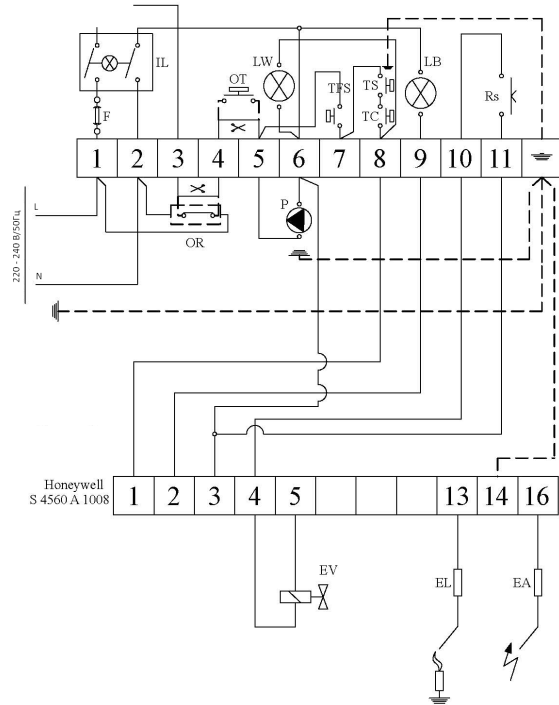 IL
F
OT
LW
TFS
TS
TC
LB
Rs
1 2 3 4 5 6 7 8 9 10 11
L
N
220 - 240 В/50Гц
OR
P
Honeywell
S 4560 A 1008
1 2 3 4 5 13 14 16
EV
EL
EA